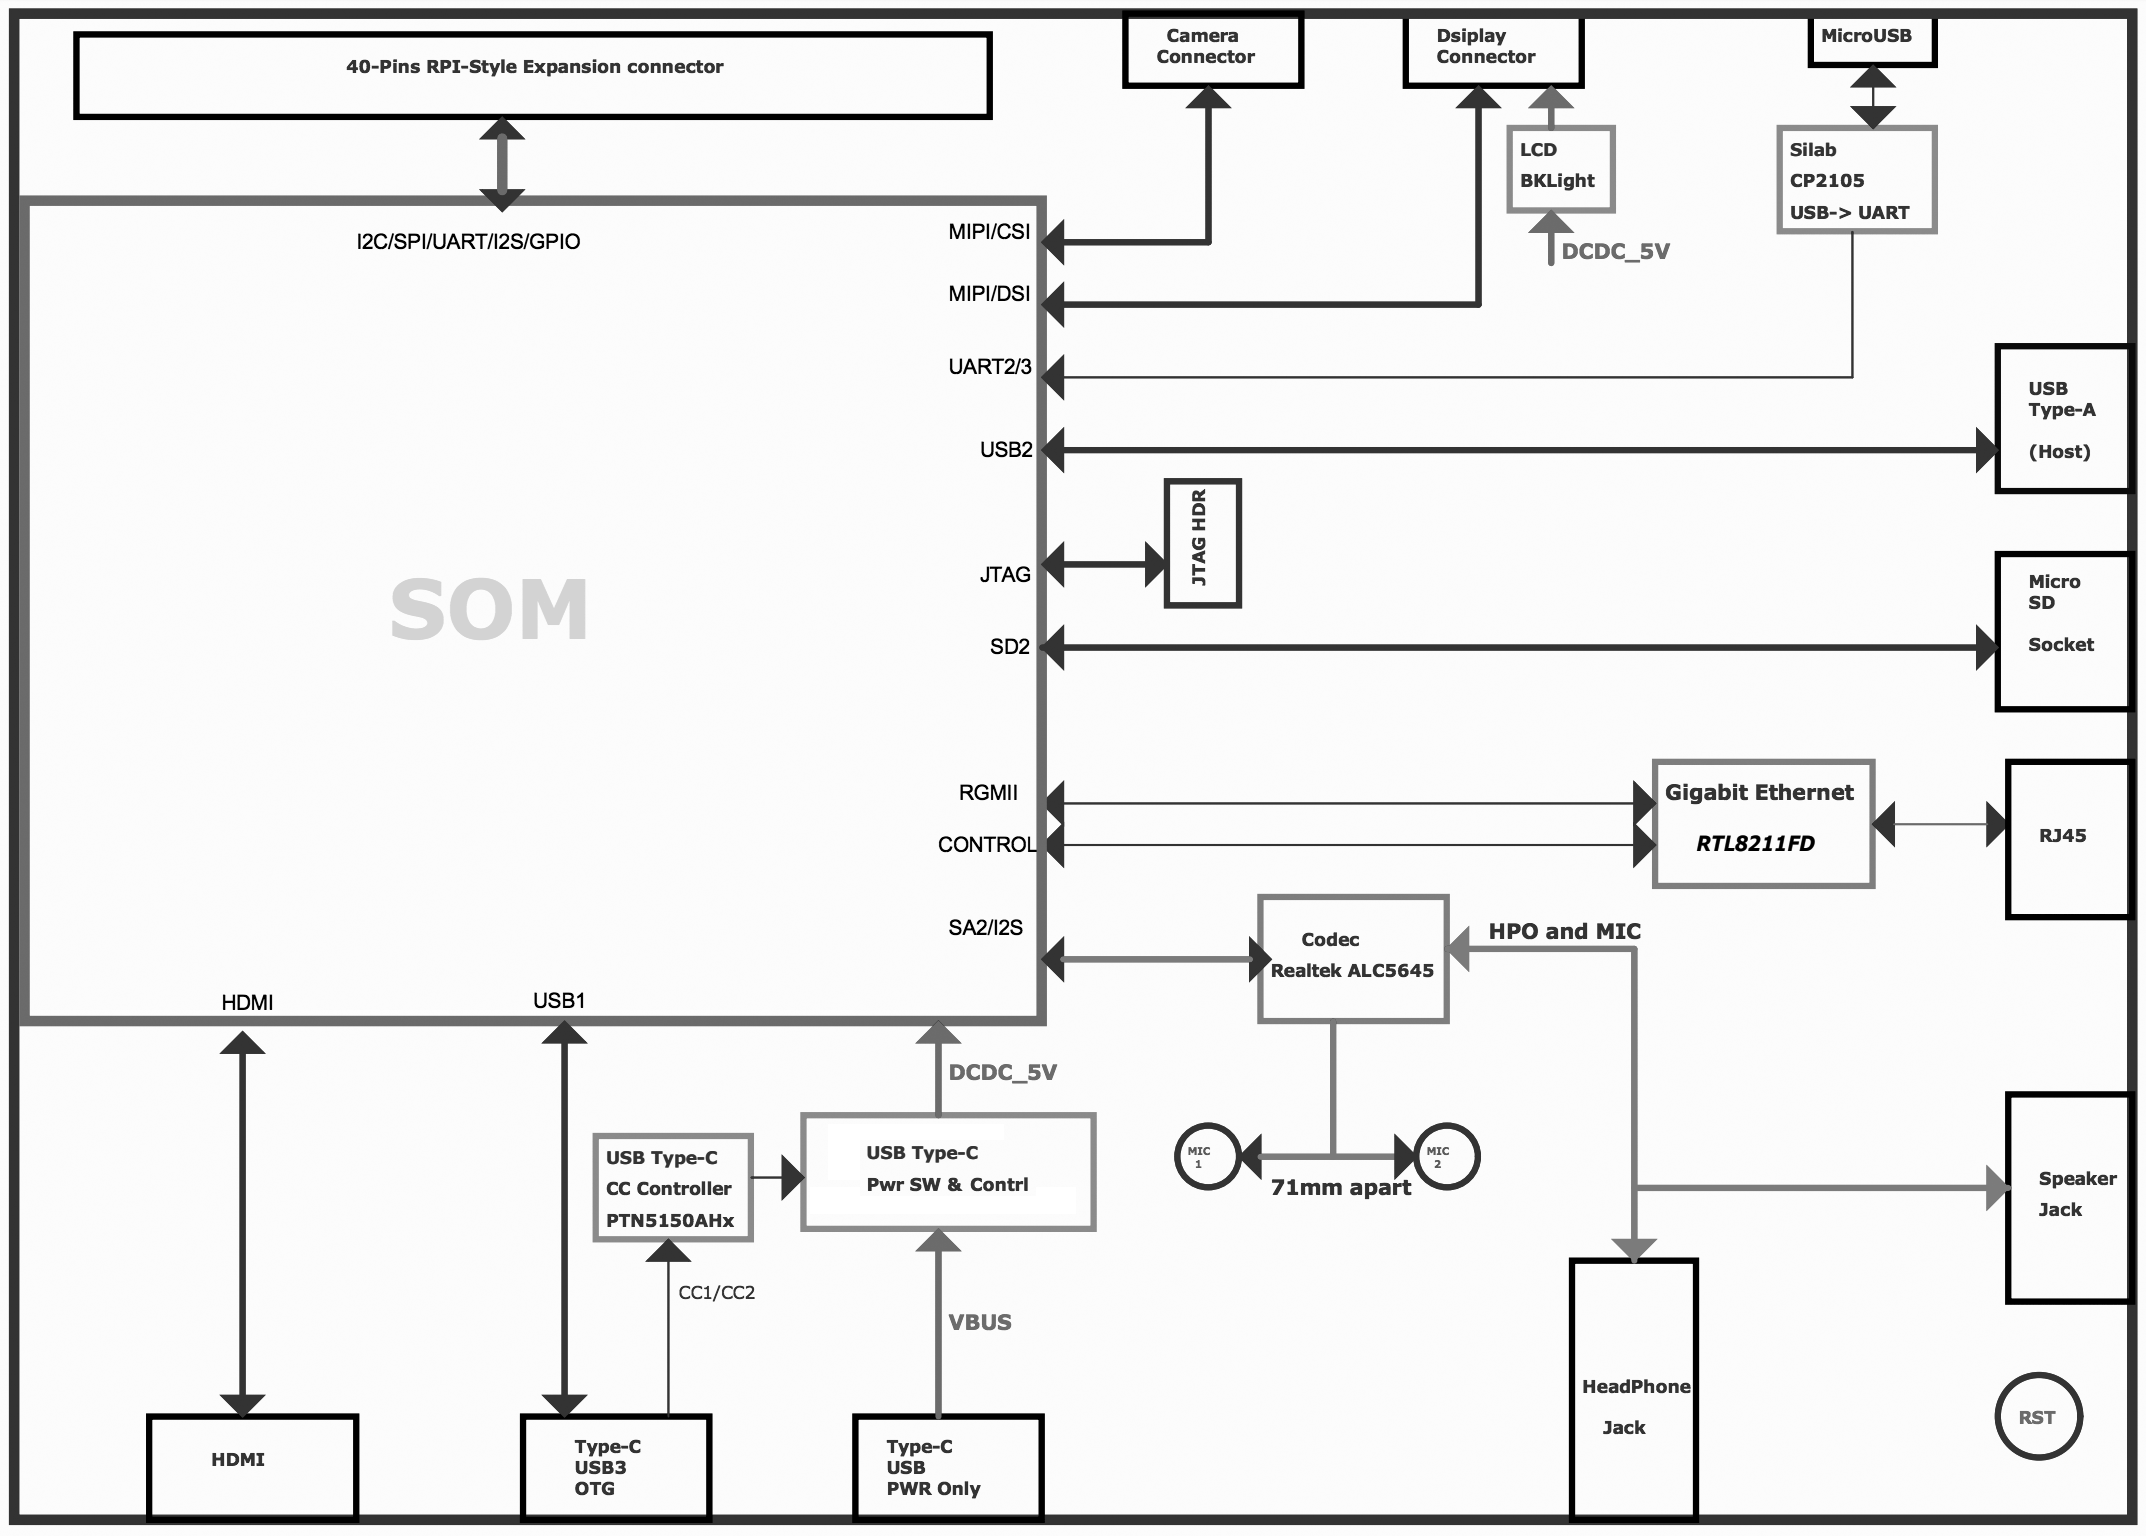 40-Pins RPI-Style Expansion connector
Camera
Connector
Dsiplay
Connector
MicroUSB
LCD
BKLight
DCDC_5V
Silab
CP2105
USB-> UART
I2C/SPI/UART/I2S/GPIO
MIPI/CSI
MIPI/DSI
UART2/3
USB2
USB
Type-A
(Host)
JTAG
JTAG HDR
SOM
SD2
Micro
SD
Socket
RGMII
CONTROL
Gigabit Ethernet
RTL8211FD
RJ45
SA2/I2S
Codec
Realtek ALC5645
HPO and MIC
HDMI
USB1
DCDC_5V
USB Type-C
CC Controller
PTN5150AHx
USB Type-C
Pwr SW & Contrl
MIC
1
MIC
2
71mm apart
Speaker
Jack
CC1/CC2
VBUS
HeadPhone
Jack
RST
HDMI
Type-C
USB3
OTG
Type-C
USB
PWR Only